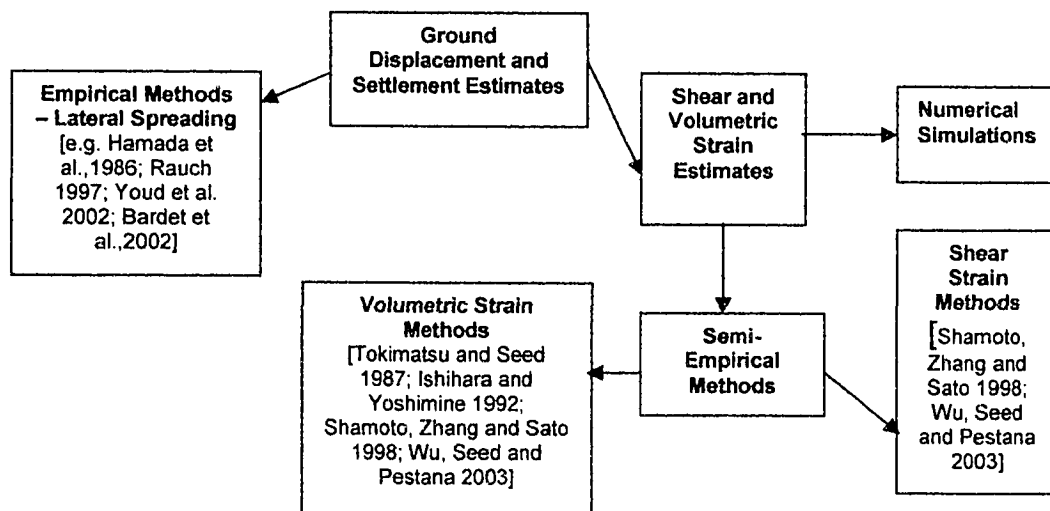 Ground
Displacement and
Settlement Estimates
Empirical Methods
– Lateral Spreading
[e.g. Hamada et
al.,1986; Rauch
1997; Youd et al.
2002; Bardet et
al.,2002]
Shear and
Volumetric
Strain
Estimates
Numerical
Simulations
Volumetric Strain
Methods
[Tokimatsu and Seed
1987; Ishihara and
Yoshimine 1992;
Shamoto, Zhang and Sato
1998; Wu, Seed and
Pestana 2003]
Semi-
Empirical
Methods
Shear
Strain
Methods
[Shamoto,
Zhang and
Sato 1998;
Wu, Seed
and Pestana
2003]